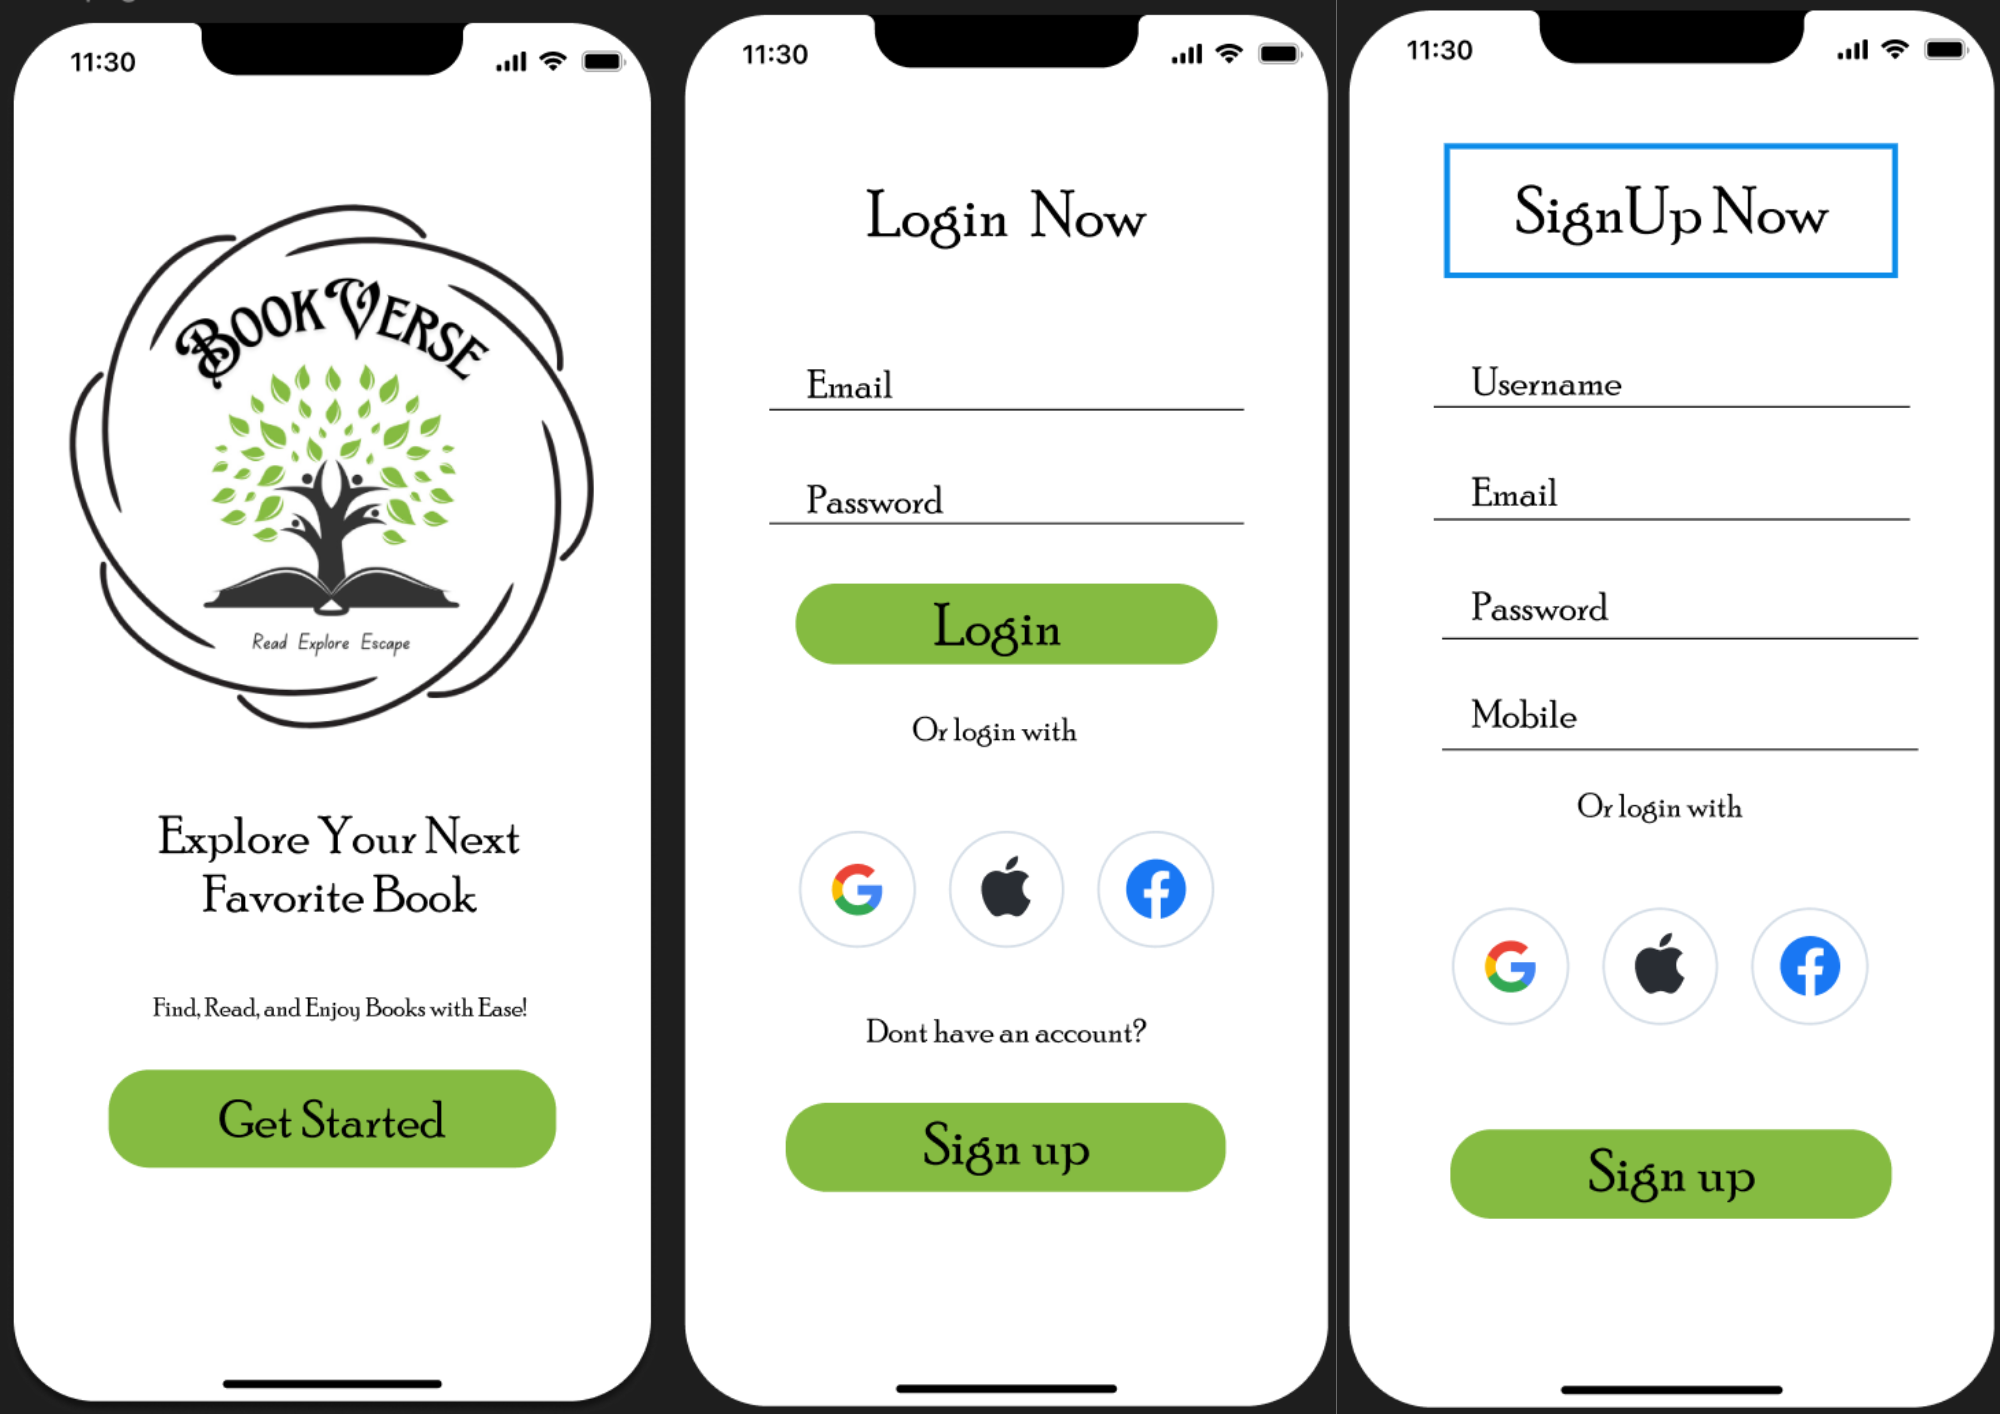 11:30
BOOK VERSE
Read Explore Escape
Explore Your Next
Favorite Book
Find, Read, and Enjoy Books with Ease!
Get Started
11:30
Login Now
Email
Password
Login
Or login with
Dont have an account?
Sign up
11:30
SignUp Now
Username
Email
Password
Mobile
Or login with
Sign up